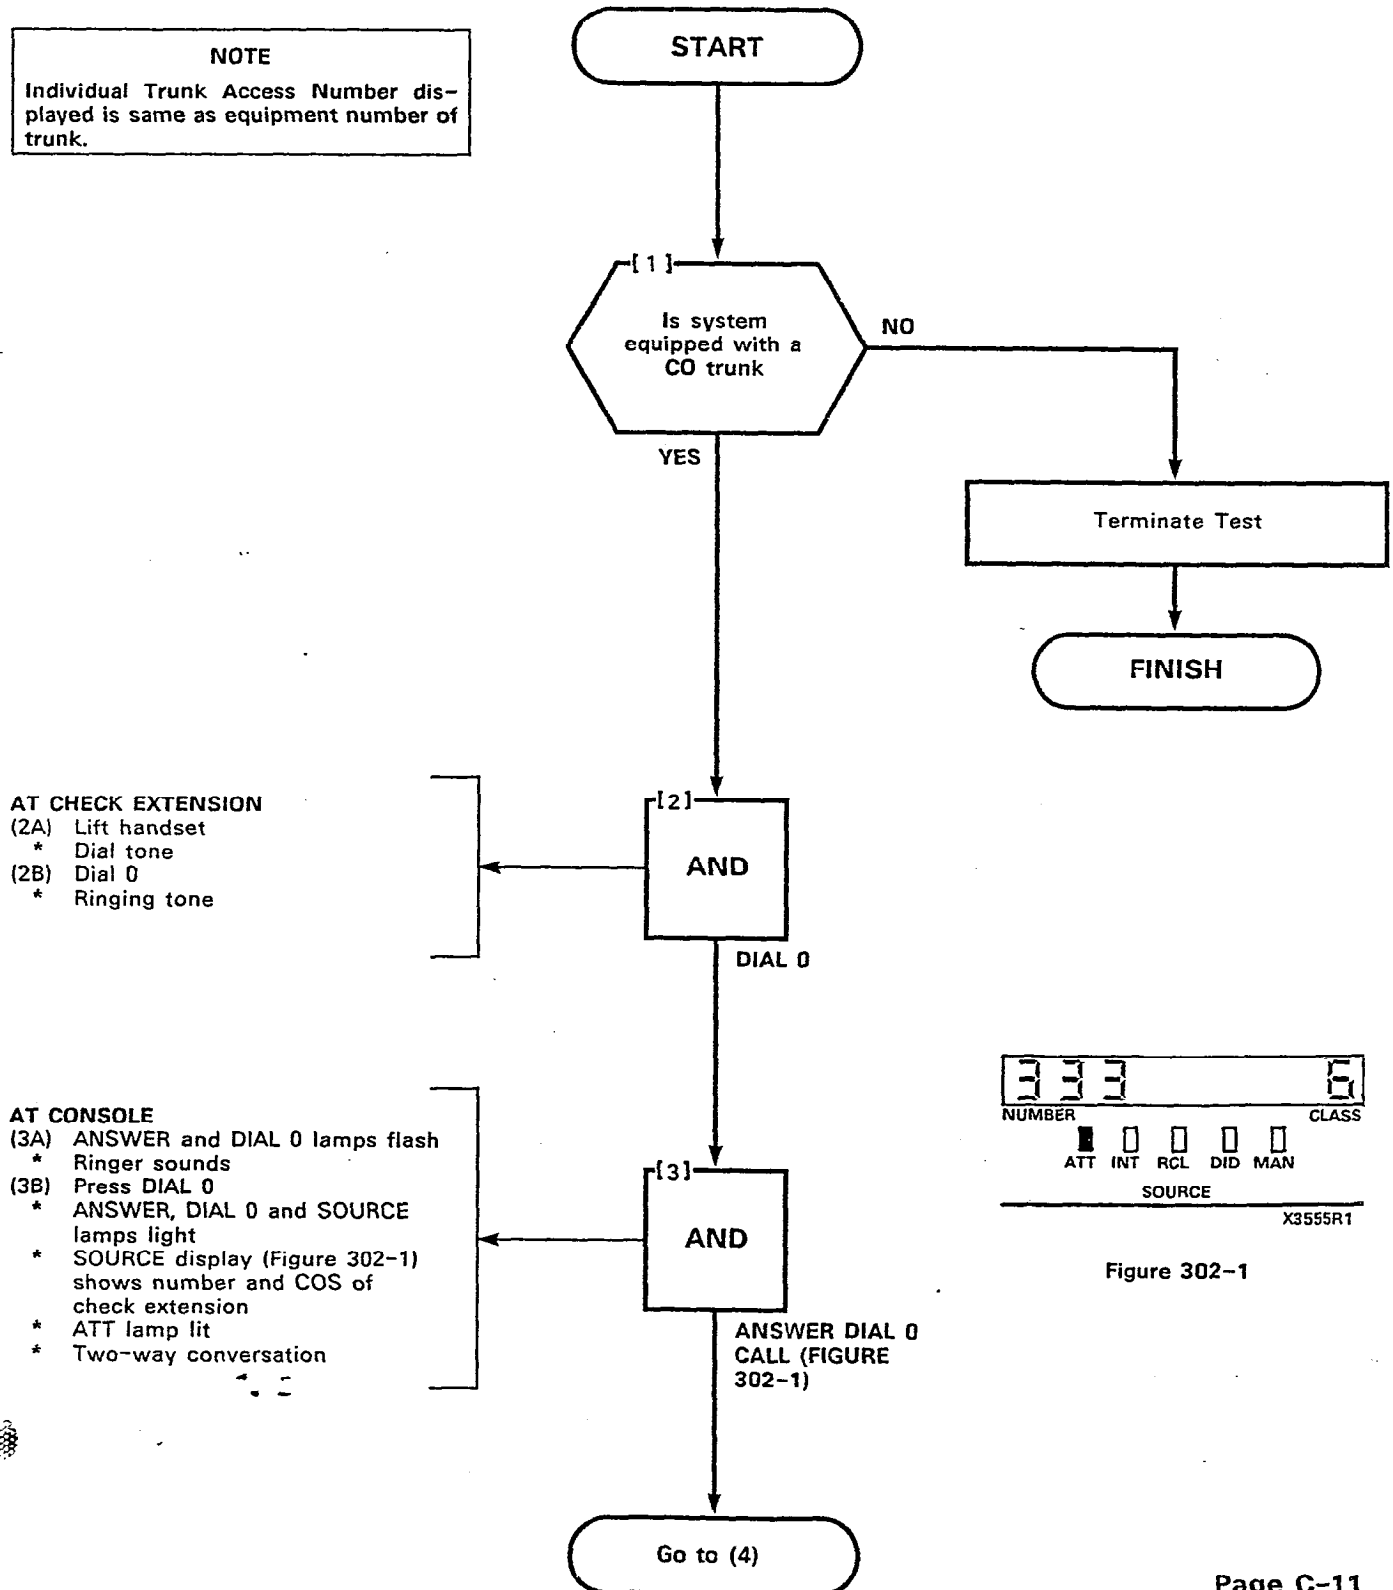 NOTE
Individual Trunk Access Number dis-
played is same as equipment number of
trunk.
START
[1]
Is system
equipped with a
CO trunk
NO
YES
Terminate Test
FINISH
AT CHECK EXTENSION
(2A) Lift handset
* Dial tone
(2B) Dial 0
* Ringing tone
[2]
AND
DIAL 0
AT CONSOLE
(3A) ANSWER and DIAL 0 lamps flash
* Ringer sounds
(3B) Press DIAL 0
* ANSWER, DIAL 0 and SOURCE
lamps light
* SOURCE display (Figure 302-1)
shows number and COS of
check extension
* ATT lamp lit
* Two-way conversation
[3]
AND
ANSWER DIAL 0
CALL (FIGURE
302-1)
333 6
NUMBER CLASS
ATT INT RCL DID MAN
SOURCE
X3555R1
Figure 302-1
Go to (4)
Page C-11